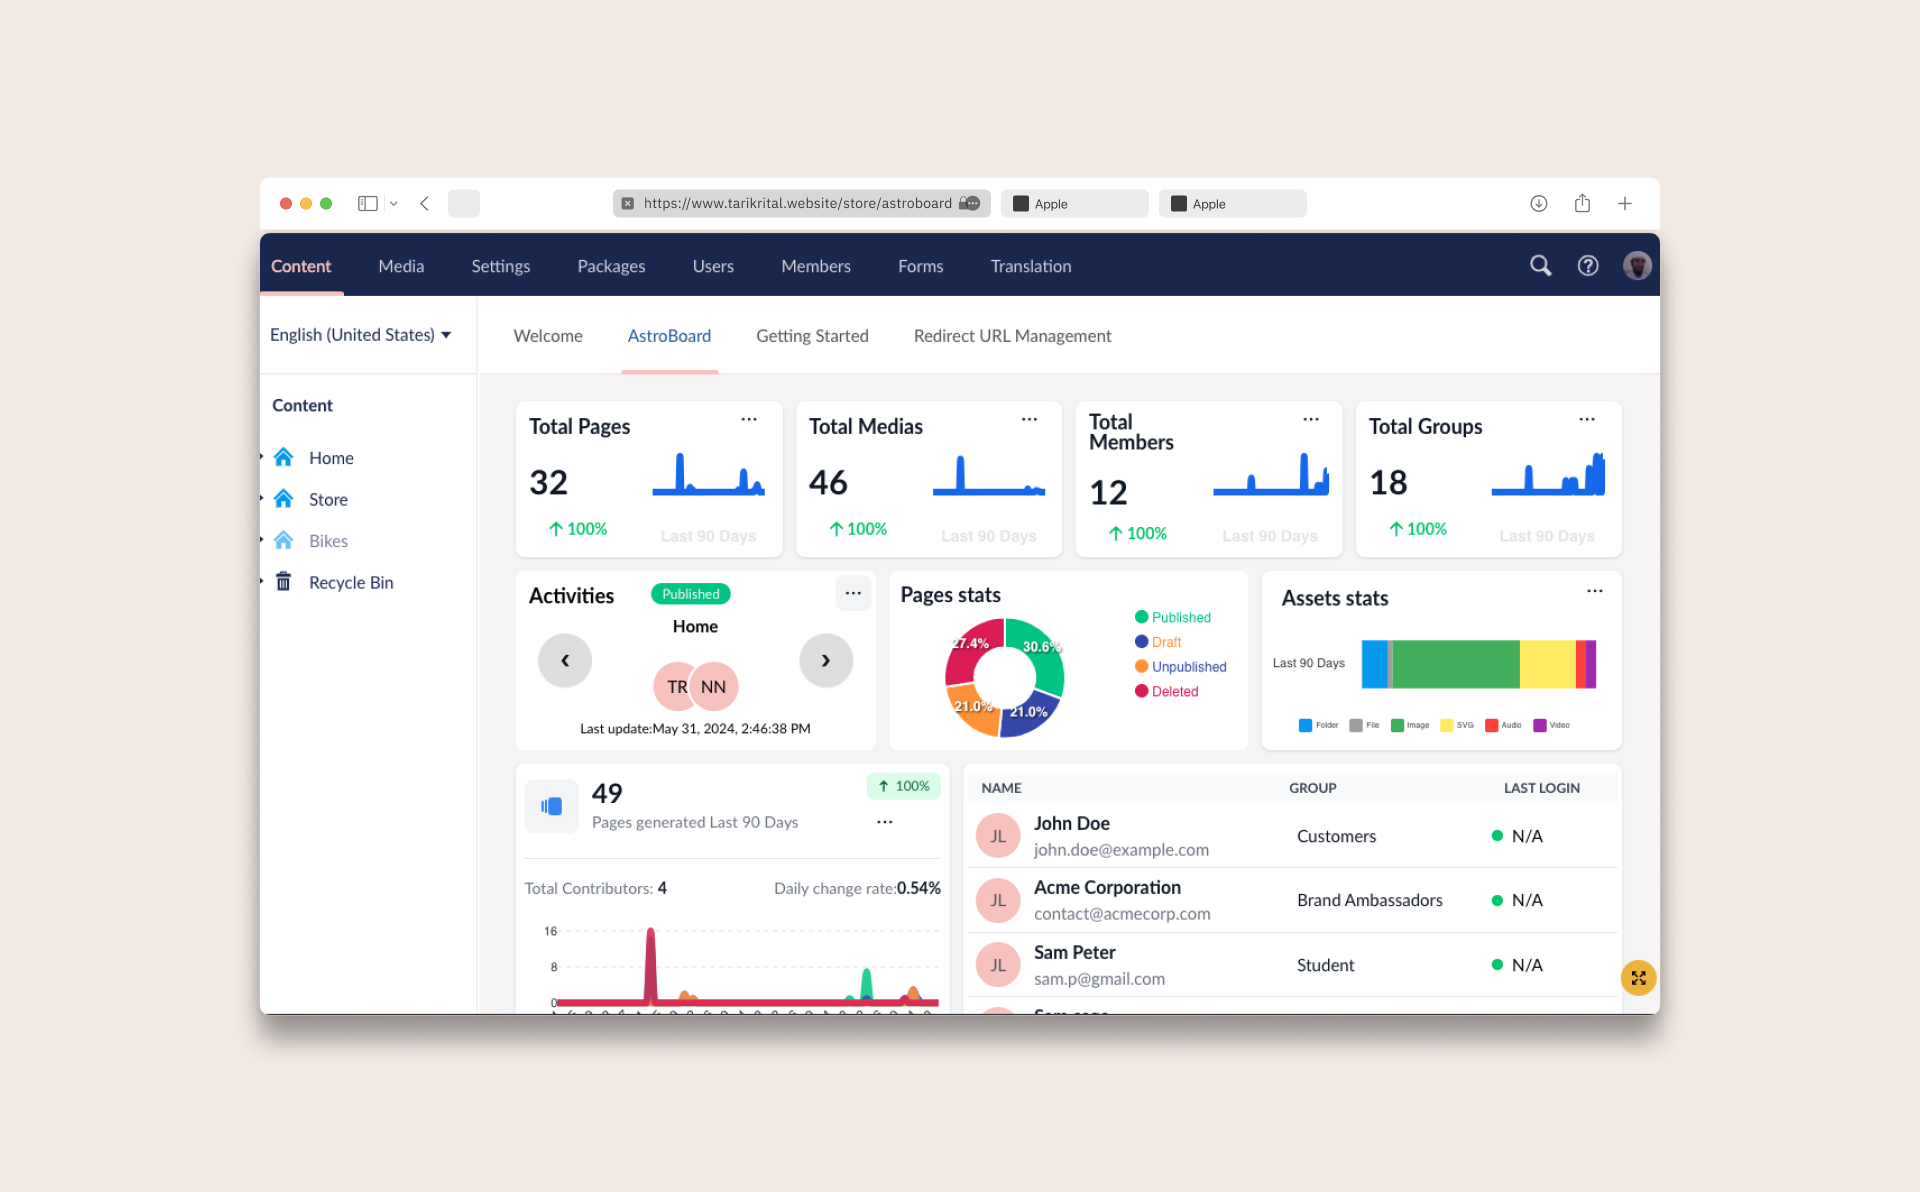 https://www.tarikrital.website/store/astroboard
Apple
Apple
Content
Media
Settings
Packages
Users
Members
Forms
Translation
English (United States)
Welcome
AstroBoard
Getting Started
Redirect URL Management
Content
Home
Store
Bikes
Recycle Bin
Total Pages
32
100%
Last 90 Days
Total Medias
46
100%
Last 90 Days
Total
Members
12
100%
Last 90 Days
Total Groups
18
100%
Last 90 Days
Activities
Published
Home
TR
NN
Last update:May 31, 2024, 2:46:38 PM
Pages stats
27.4%
30.6%
21.0%
21.0%
Published
Draft
Unpublished
Deleted
Assets stats
Last 90 Days
Folder
File
Image
SVG
Audio
Video
49
Pages generated Last 90 Days
100%
Total Contributors: 4
Daily change rate:0.54%
16
8
0
NAME
GROUP
LAST LOGIN
JL
John Doe
john.doe@example.com
Customers
N/A
JL
Acme Corporation
contact@acmecorp.com
Brand Ambassadors
N/A
JL
Sam Peter
sam.p@gmail.com
Student
N/A